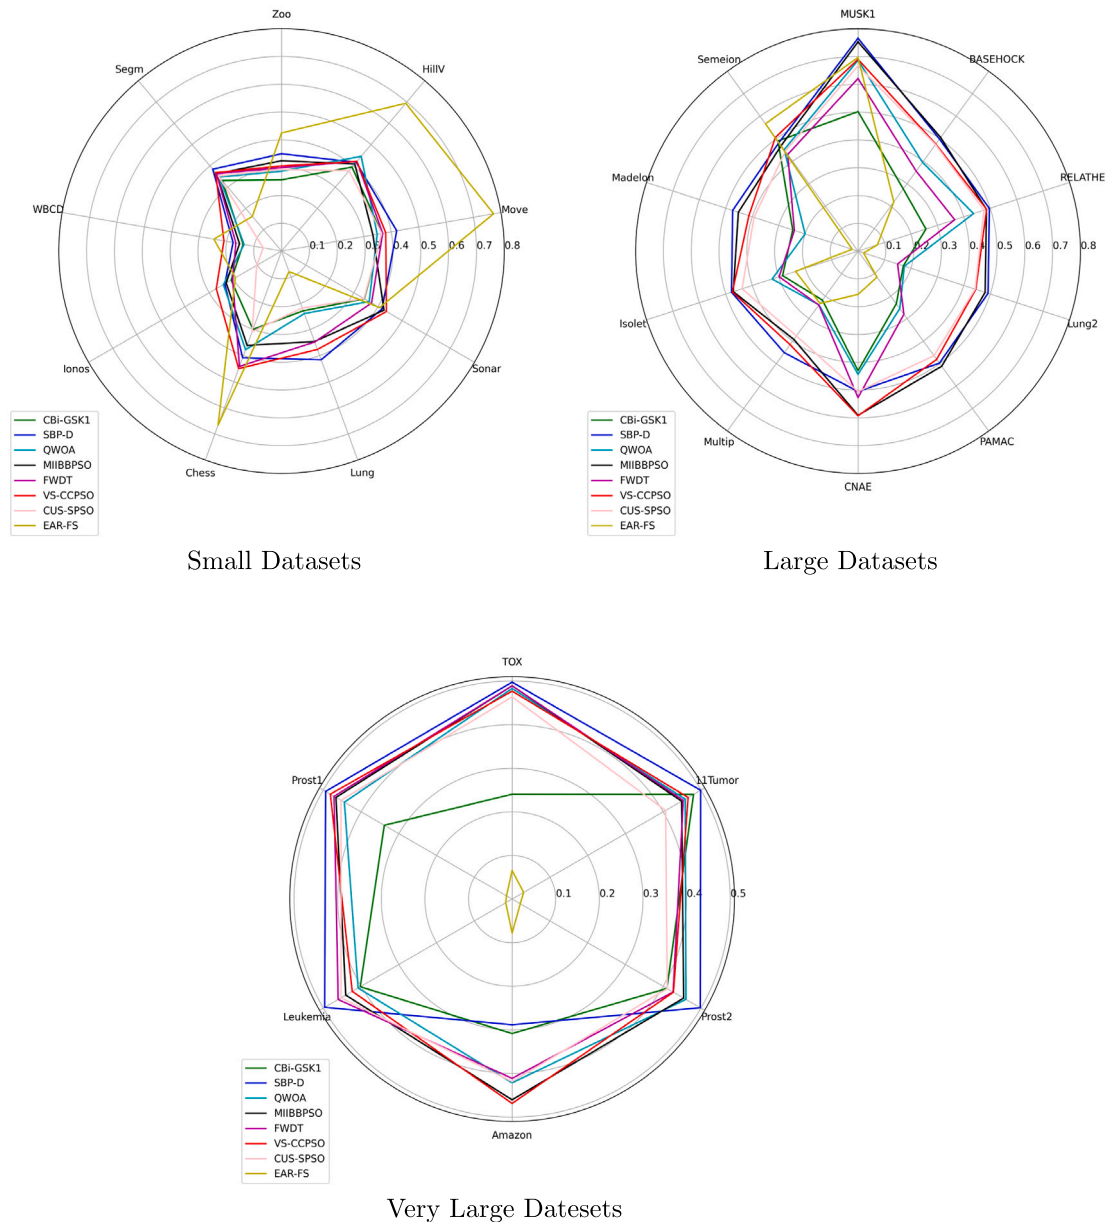 Zoo
Segm
HillV
WBCD
Move
0.1 0.2 0.3 0.4 0.5 0.6 0.7 0.8
Ionos
Sonar
Chess
Lung
CBi-GSK1
SBP-D
QWOA
MIIBBPSO
FWDT
VS-CCPSO
CUS-SPSO
EAR-FS
Small Datasets
MUSK1
Semeion
BASEHOCK
Madelon
RELATHE
0.1 0.2 0.3 0.4 0.5 0.6 0.7 0.8
Isolet
Lung2
Multip
PAMAC
CNAE
CBi-GSK1
SBP-D
QWOA
MIIBBPSO
FWDT
VS-CCPSO
CUS-SPSO
EAR-FS
Large Datasets
TOX
Prost1
11Tumor
0.1 0.2 0.3 0.4 0.5
Leukemia
Prost2
Amazon
CBi-GSK1
SBP-D
QWOA
MIIBBPSO
FWDT
VS-CCPSO
CUS-SPSO
EAR-FS
Very Large Datesets